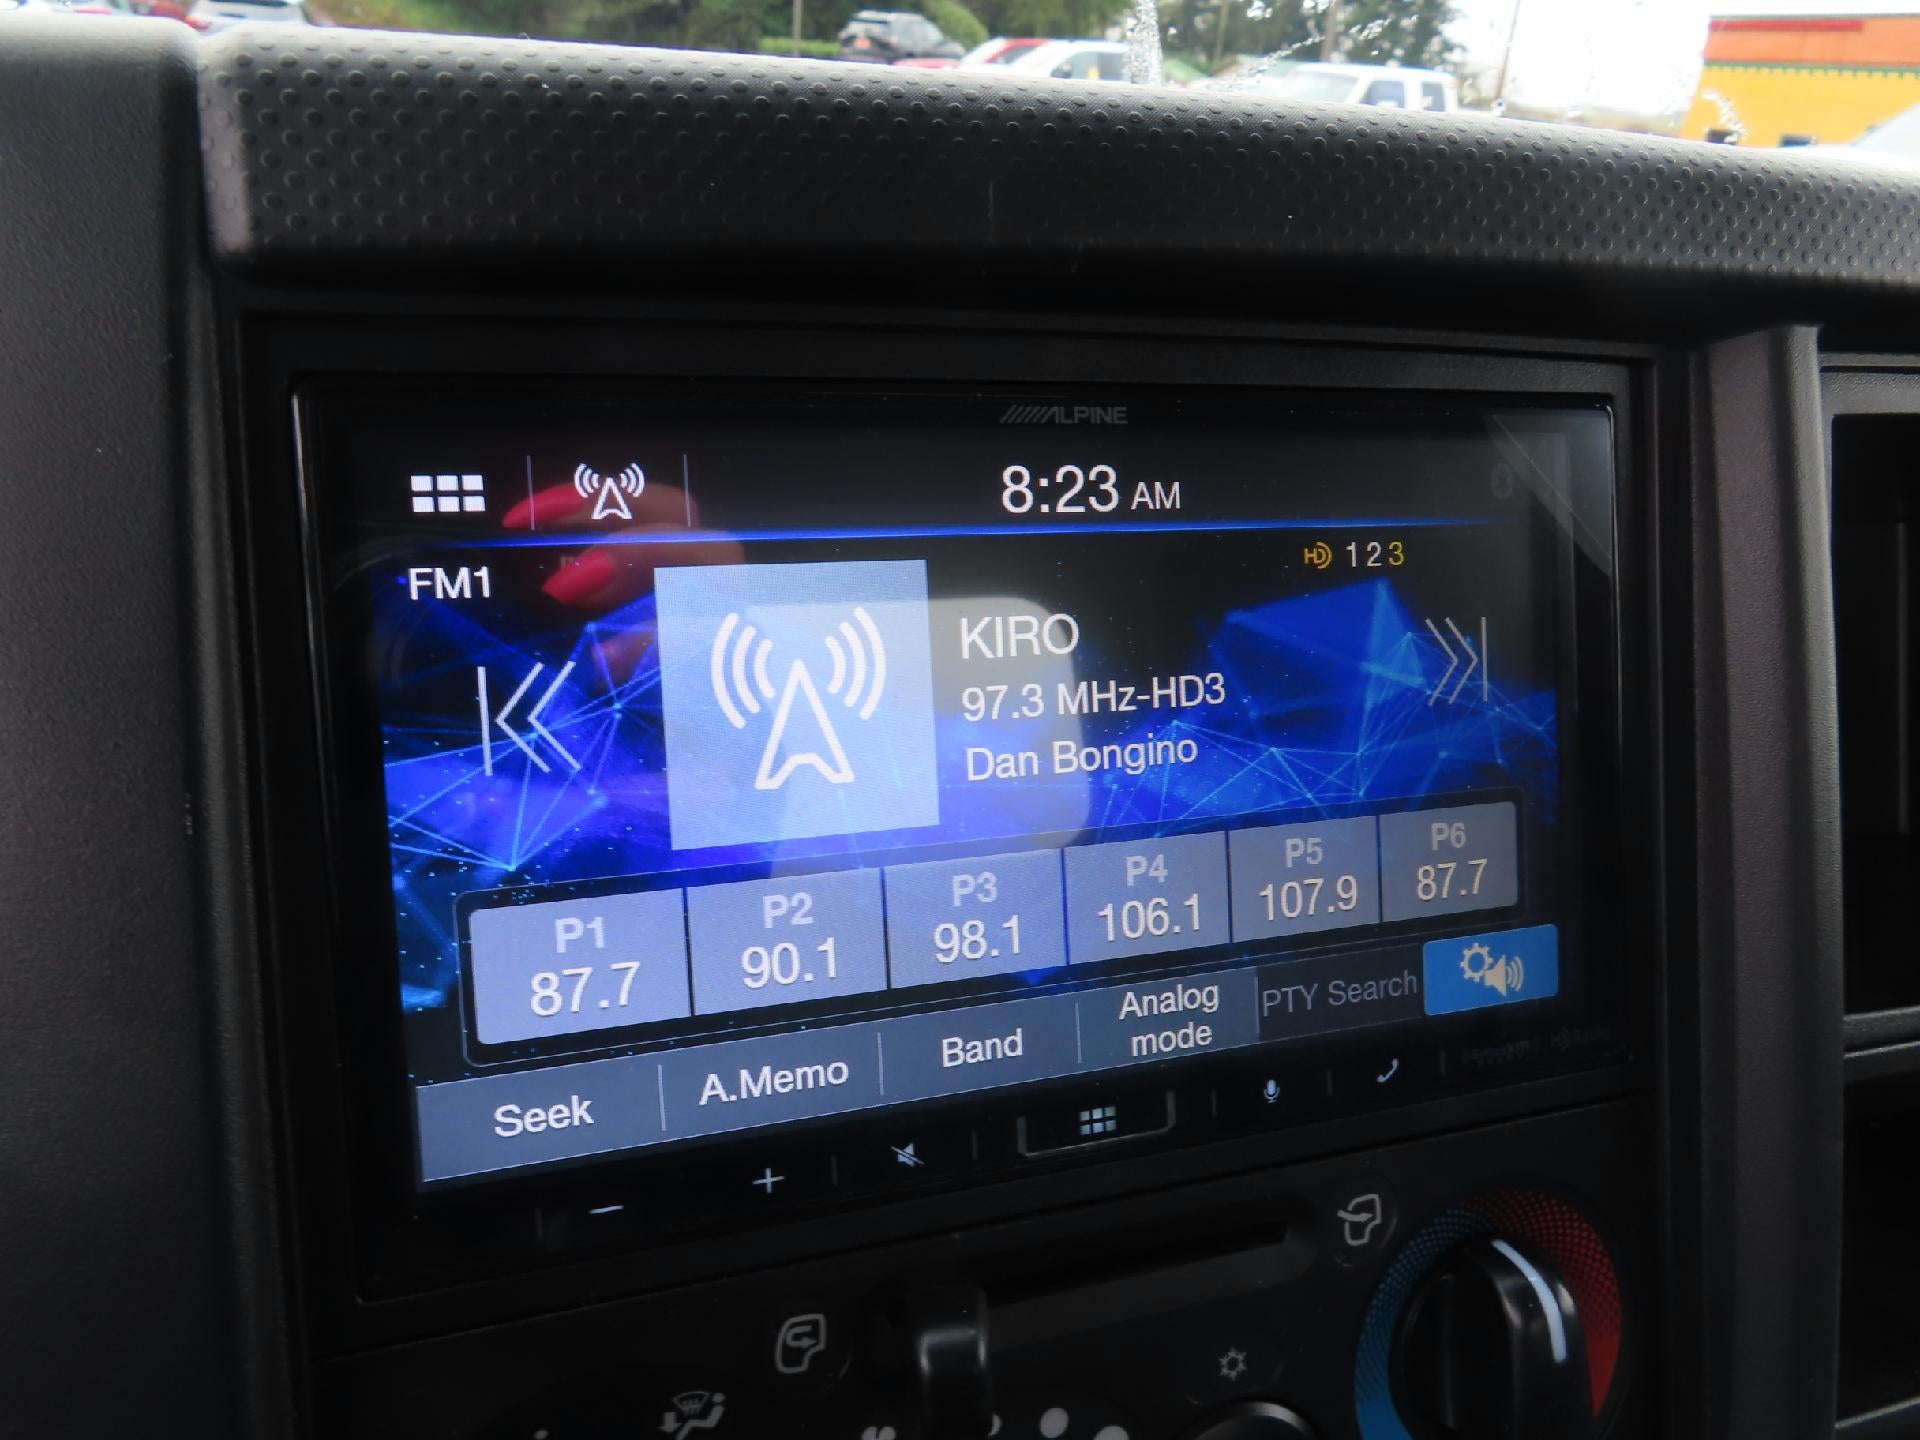 ALPINE
8:23 AM
FM1
HD 1 2 3
KIRO
97.3 MHz-HD3
Dan Bongino
P1 P2 P3 P4 P5 P6
87.7 90.1 98.1 106.1 107.9 87.7
Seek A.Memo Band Analog mode PTY Search